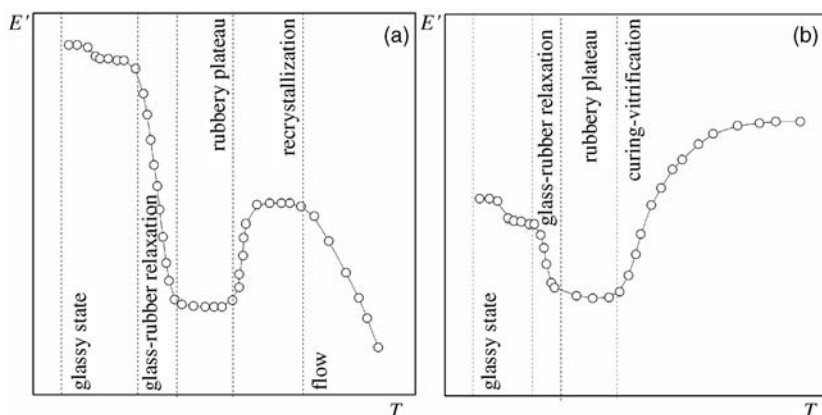 E'
(a)
glassy state
glass-rubber relaxation
rubbery plateau
recrystallization
flow
T
E'
(b)
glassy state
glass-rubber relaxation
rubbery plateau
curing-vitrification
T